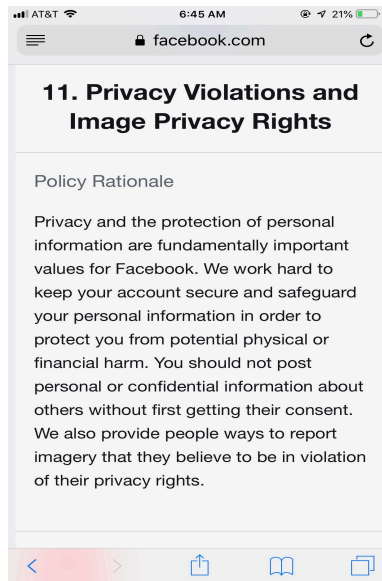 AT&T 6:45 AM 21%
facebook.com
11. Privacy Violations and
Image Privacy Rights
Policy Rationale
Privacy and the protection of personal
information are fundamentally important
values for Facebook. We work hard to
keep your account secure and safeguard
your personal information in order to
protect you from potential physical or
financial harm. You should not post
personal or confidential information about
others without first getting their consent.
We also provide people ways to report
imagery that they believe to be in violation
of their privacy rights.